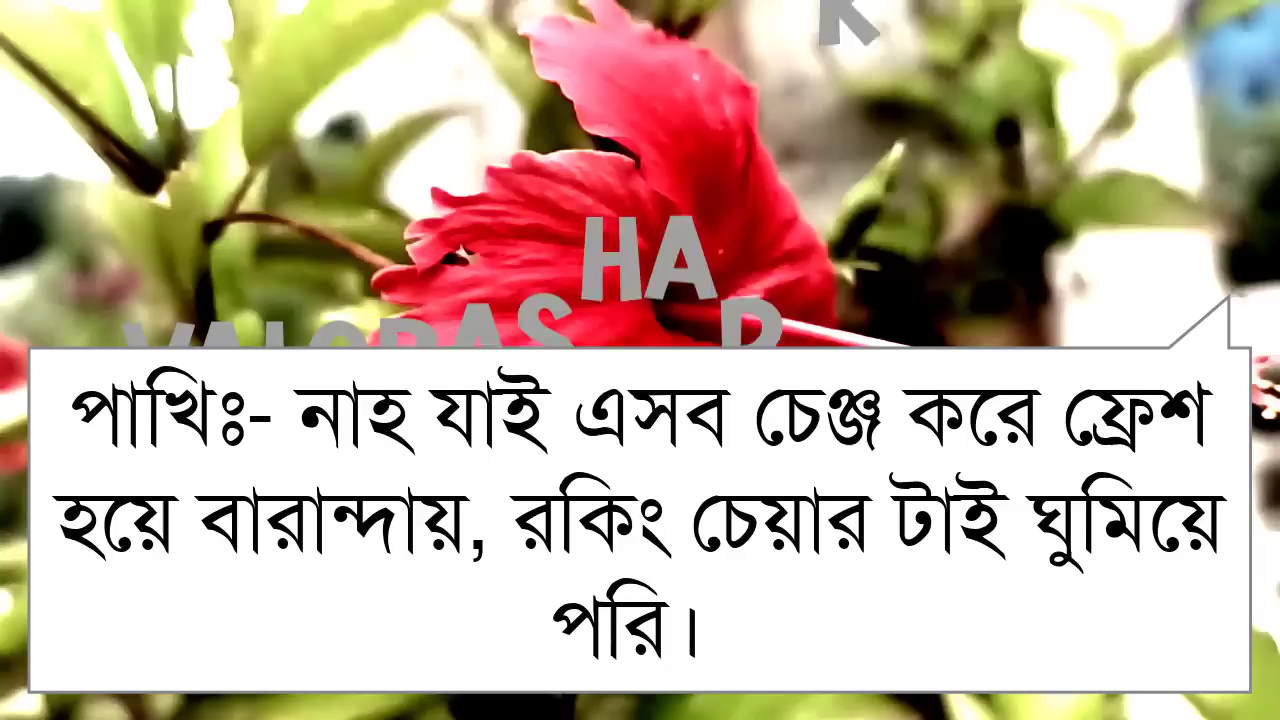 K
HA
পাখিঃ- নাহ যাই এসব চেঞ্জ করে ফ্রেশ
হয়ে বারান্দায়, রকিং চেয়ার টাই ঘুমিয়ে
পরি।